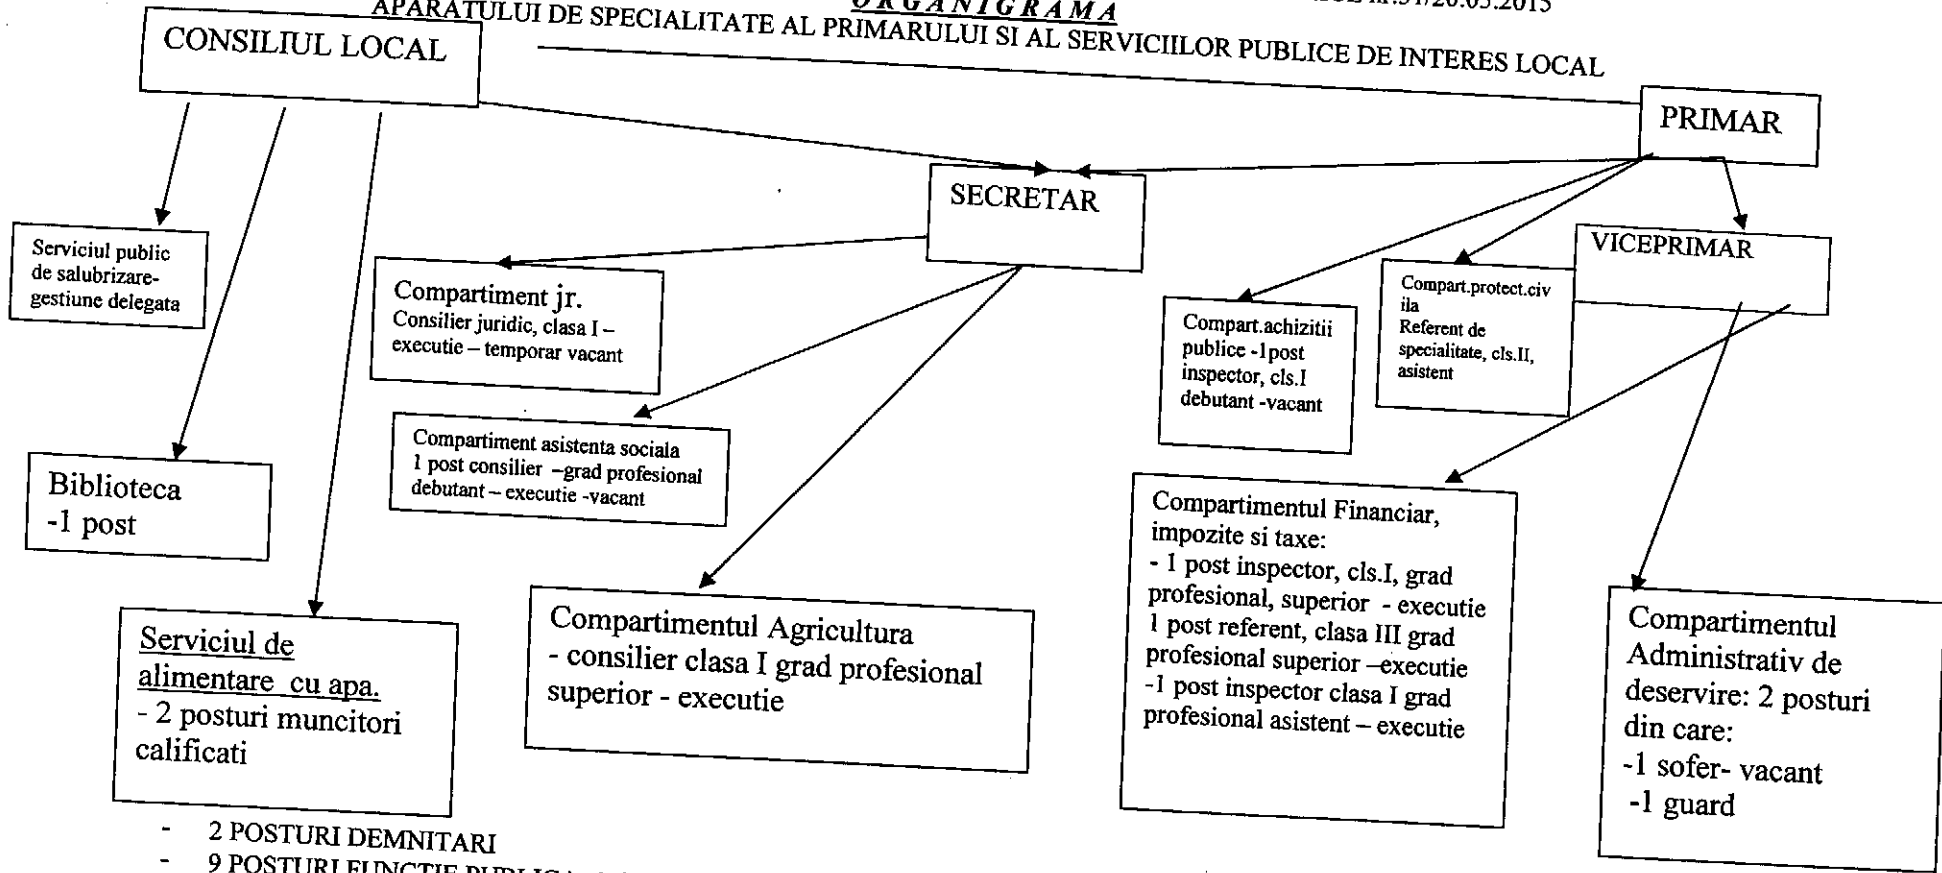 ORGANIGRAMA
APARATULUI DE SPECIALITATE AL PRIMARULUI SI AL SERVICIILOR PUBLICE DE INTERES LOCAL
CONSILIUL LOCAL
PRIMAR
SECRETAR
VICEPRIMAR
Serviciul public
de salubrizare-
gestiune delegata
Compartiment jr.
Consilier juridic, clasa I –
executie – temporar vacant
Compart.achizitii
publice -1post
inspector, cls.I
debutant -vacant
Compart.protect.civ
ila
Referent de
specialitate, cls.II,
asistent
Compartiment asistenta sociala
1 post consilier –grad profesional
debutant – executie -vacant
Biblioteca
-1 post
Compartimentul Financiar,
impozite si taxe:
- 1 post inspector, cls.I, grad
profesional, superior - executie
1 post referent, clasa III grad
profesional superior –executie
-1 post inspector clasa I grad
profesional asistent – executie
Serviciul de
alimentare cu apa.
- 2 posturi muncitori
calificati
Compartimentul Agricultura
- consilier clasa I grad profesional
superior - executie
Compartimentul
Administrativ de
deservire: 2 posturi
din care:
-1 sofer- vacant
-1 guard
- 2 POSTURI DEMNITARI
- 9 POSTURI FUNCTIE